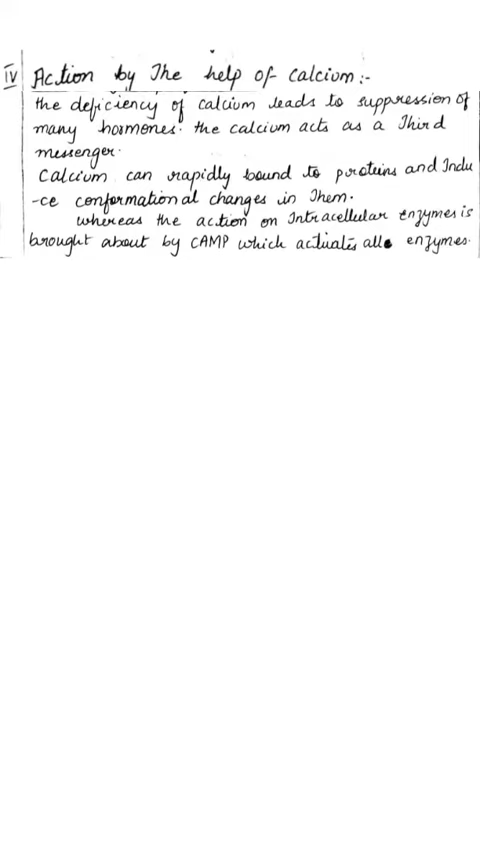 iv Action by The help of calcium:-
the deficiency of calcium leads to suppression of
many hormones. the calcium acts as a Third
messenger.
Calcium can rapidly bound to proteins and Indu
-ce conformational changes in Them.
whereas the action on Intracellular enzymes is
brought about by CAMP which actuates all enzymes.